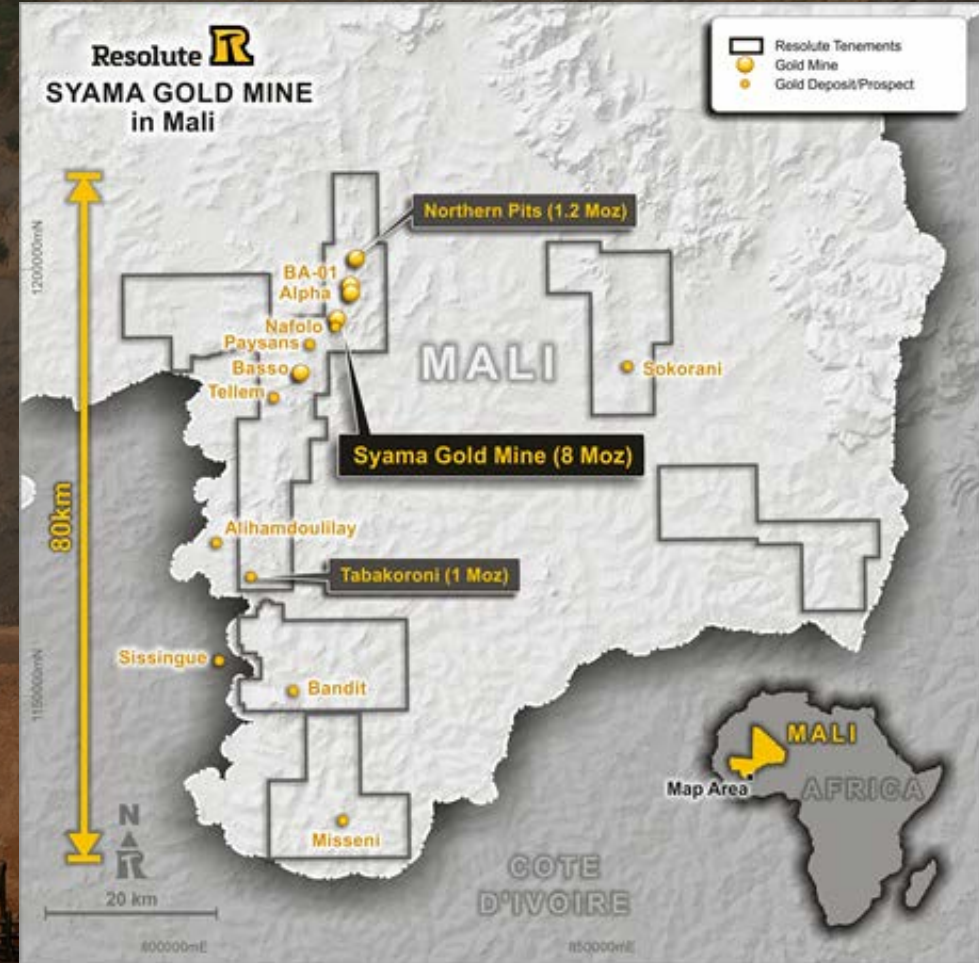 Resolute R
SYAMA GOLD MINE
in Mali
Resolute Tenements
Gold Mine
Gold Deposit/Prospect
Northern Pits (1.2 Moz)
1200000mN
BA-01
Alpha
Nafolo
Paysans
Basso
Tellem
MALI
Sokorani
Syama Gold Mine (8 Moz)
80km
Alihamdoulilay
Tabakoroni (1 Moz)
Sissingue
Bandit
1150000mN
MALI
Map Area
AFRICA
N
R
Misseni
COTE
D'IVOIRE
20 km
800000mE
850000mE